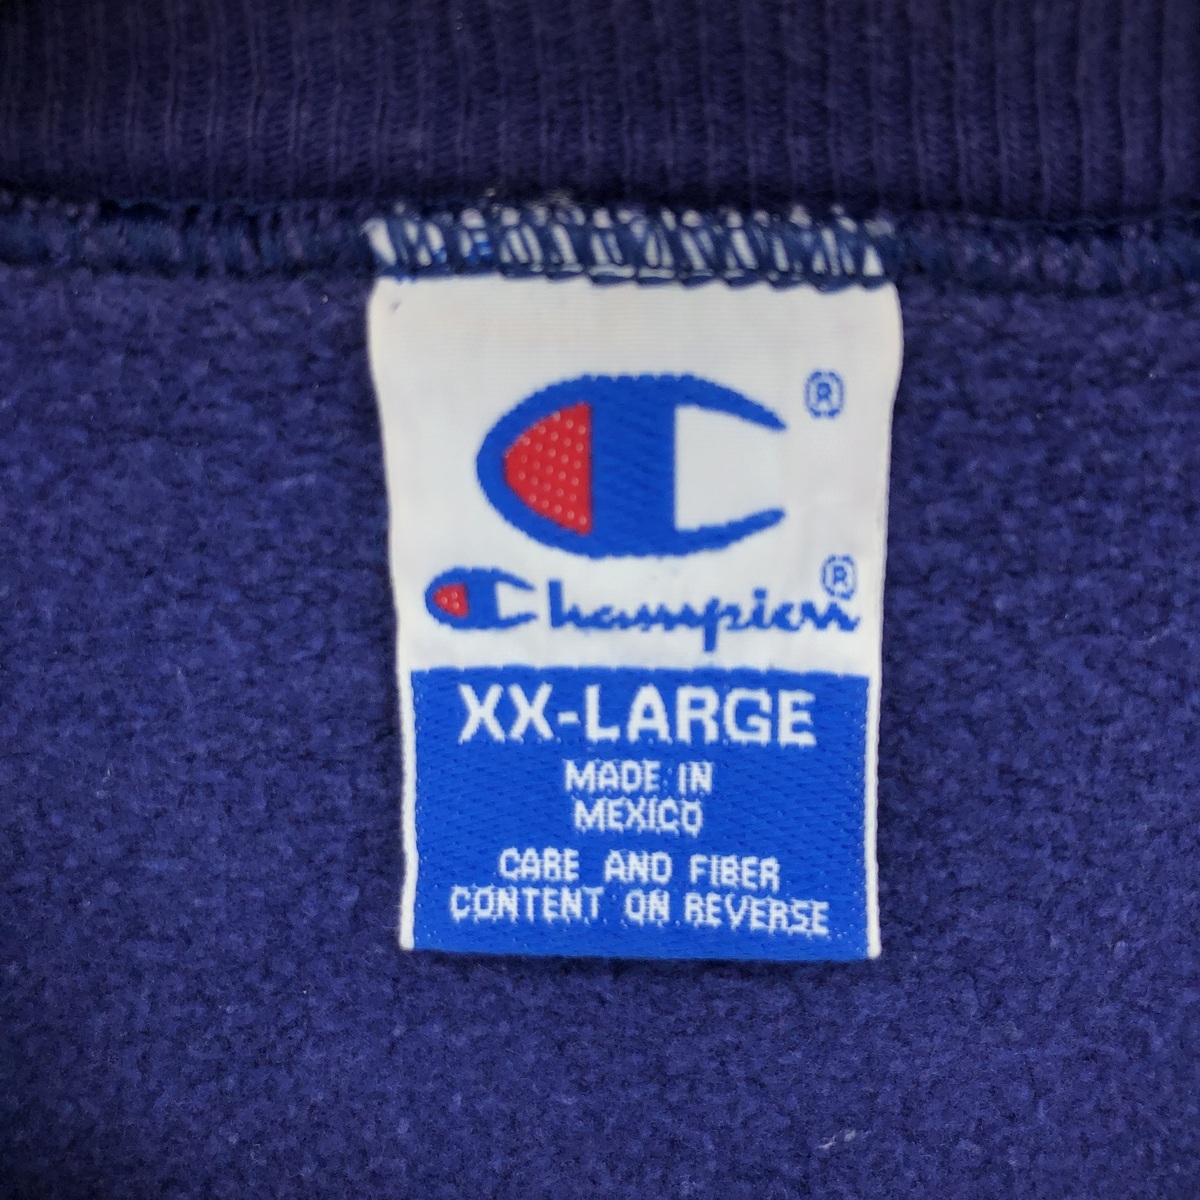 ®
Champion®
XX-LARGE
MADE IN
MEXICO
CARE AND FIBER
CONTENT ON REVERSE